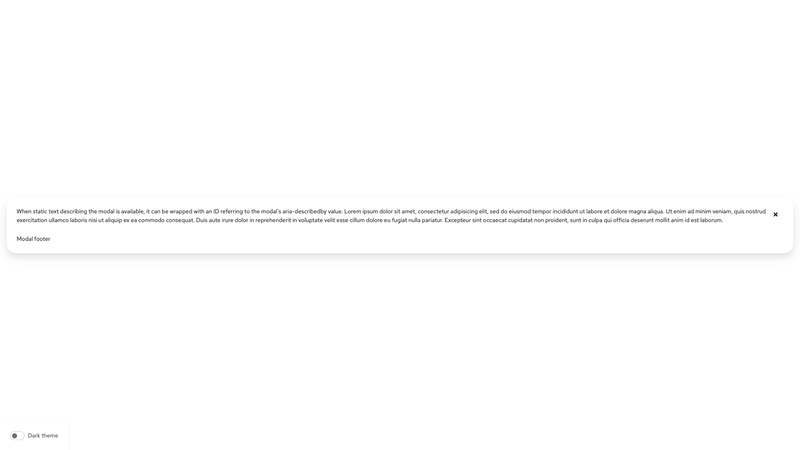 When static text describing the modal is available, it can be wrapped with an ID referring to the modal's aria-describedby value. Lorem ipsum dolor sit amet, consectetur adipisicing elit, sed do eiusmod tempor incididunt ut labore et dolore magna aliqua. Ut enim ad minim veniam, quis nostrud
exercitation ullamco laboris nisi ut aliquip ex ea commodo consequat. Duis aute irure dolor in reprehenderit in voluptate velit esse cillum dolore eu fugiat nulla pariatur. Excepteur sint occaecat cupidatat non proident, sunt in culpa qui officia deserunt mollit anim id est laborum.
Modal footer
Dark theme